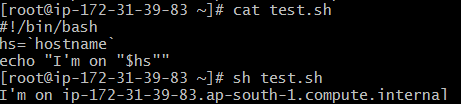 [root@ip-172-31-39-83 ~]# cat test.sh
#!/bin/bash
hs=`hostname`
echo "I'm on "$hs""
[root@ip-172-31-39-83 ~]# sh test.sh
I'm on ip-172-31-39-83.ap-south-1.compute.internal